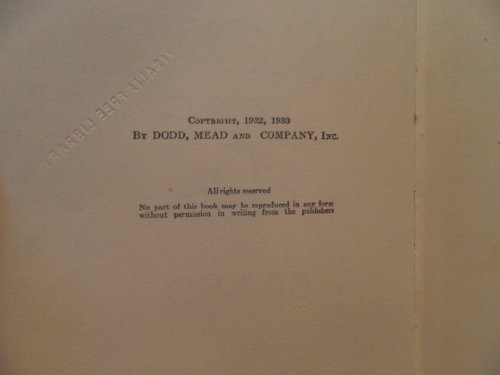 COPYRIGHT, 1932, 1933
BY DODD, MEAD AND COMPANY, INC.
All rights reserved
No part of this book may be reproduced in any form
without permission in writing from the publishers